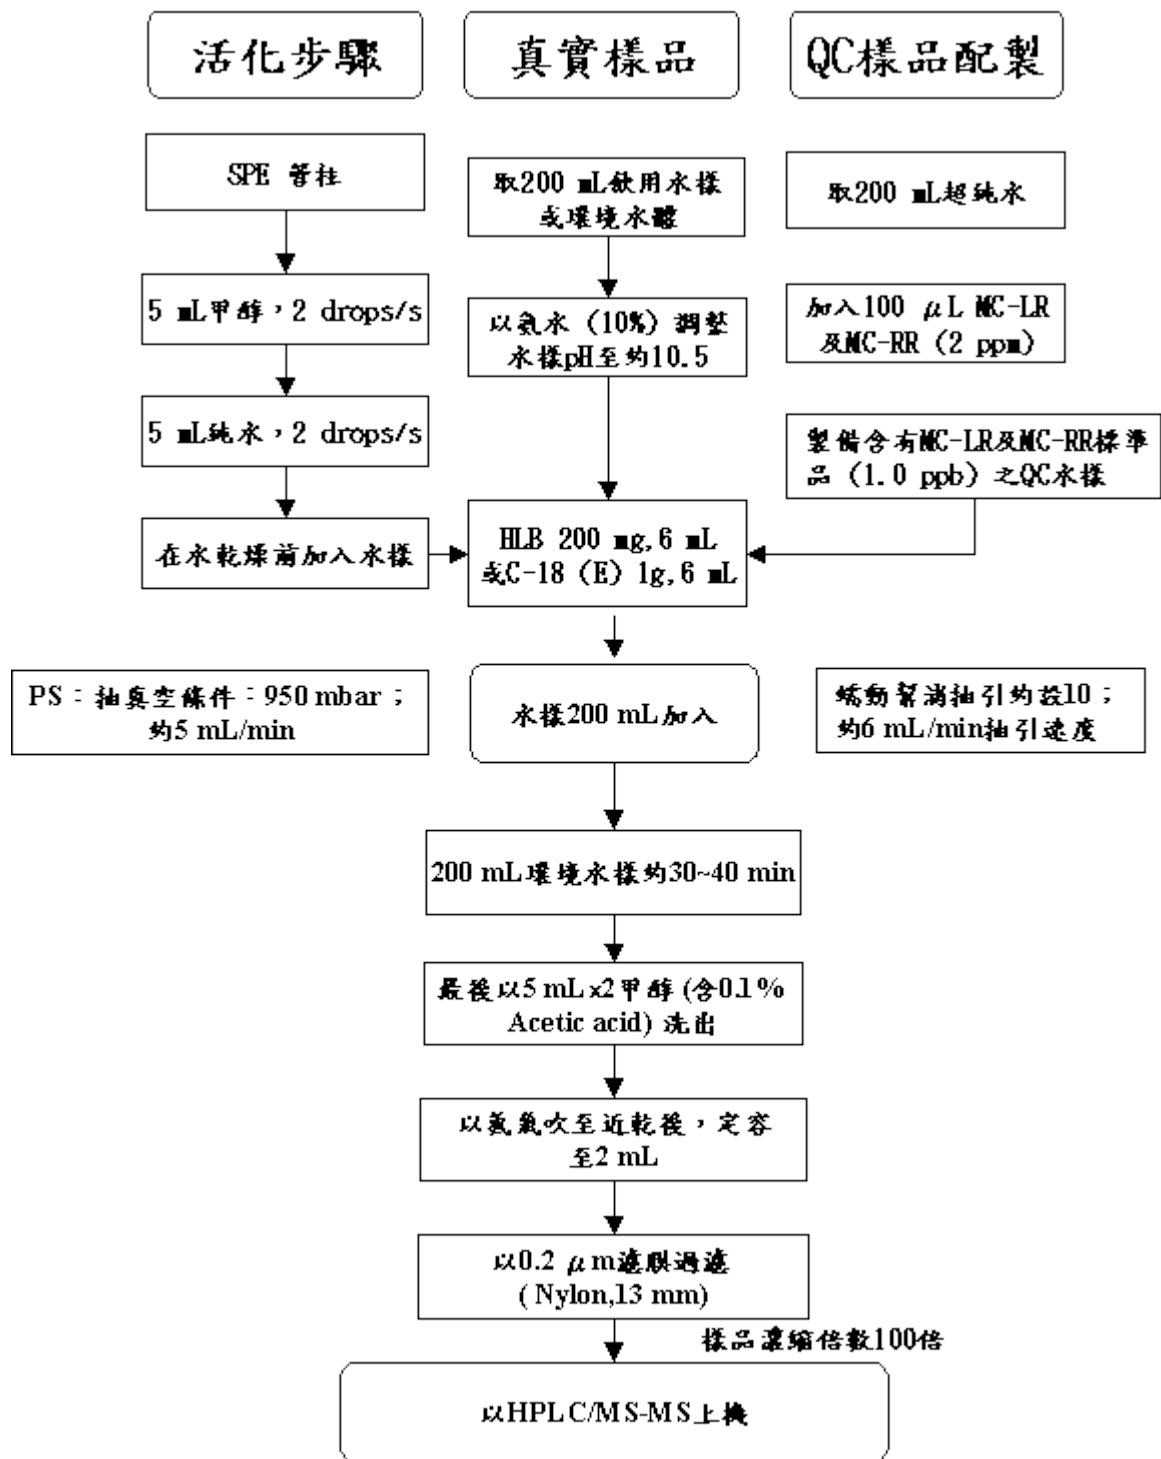 活化步驟
真實樣品
QC樣品配製
SPE 管柱
取200 mL飲用水樣
或環境水體
取200 mL超純水
5 mL甲醇，2 drops/s
以氨水 (10%) 調整
水樣pH至約10.5
加入100 μL MC-LR
及MC-RR (2 ppm)
5 mL純水，2 drops/s
製備含有MC-LR及MC-RR標準
品 (1.0 ppb) 之QC水樣
在水乾燥前加入水樣
HLB 200 mg,6 mL
或C-18 (E) 1g,6 mL
PS：抽真空條件：950 mbar；
約5 mL/min
水樣200 mL加入
蠕動幫浦抽引約設10；
約6 mL/min抽引速度
200 mL環境水樣約30~40 min
最後以5 mL x2甲醇 (含0.1%
Acetic acid) 洗出
以氮氣吹至近乾後，定容
至2 mL
以0.2 μm濾膜過濾
( Nylon,13 mm)
樣品濃縮倍數100倍
以HPLC/MS-MS上機